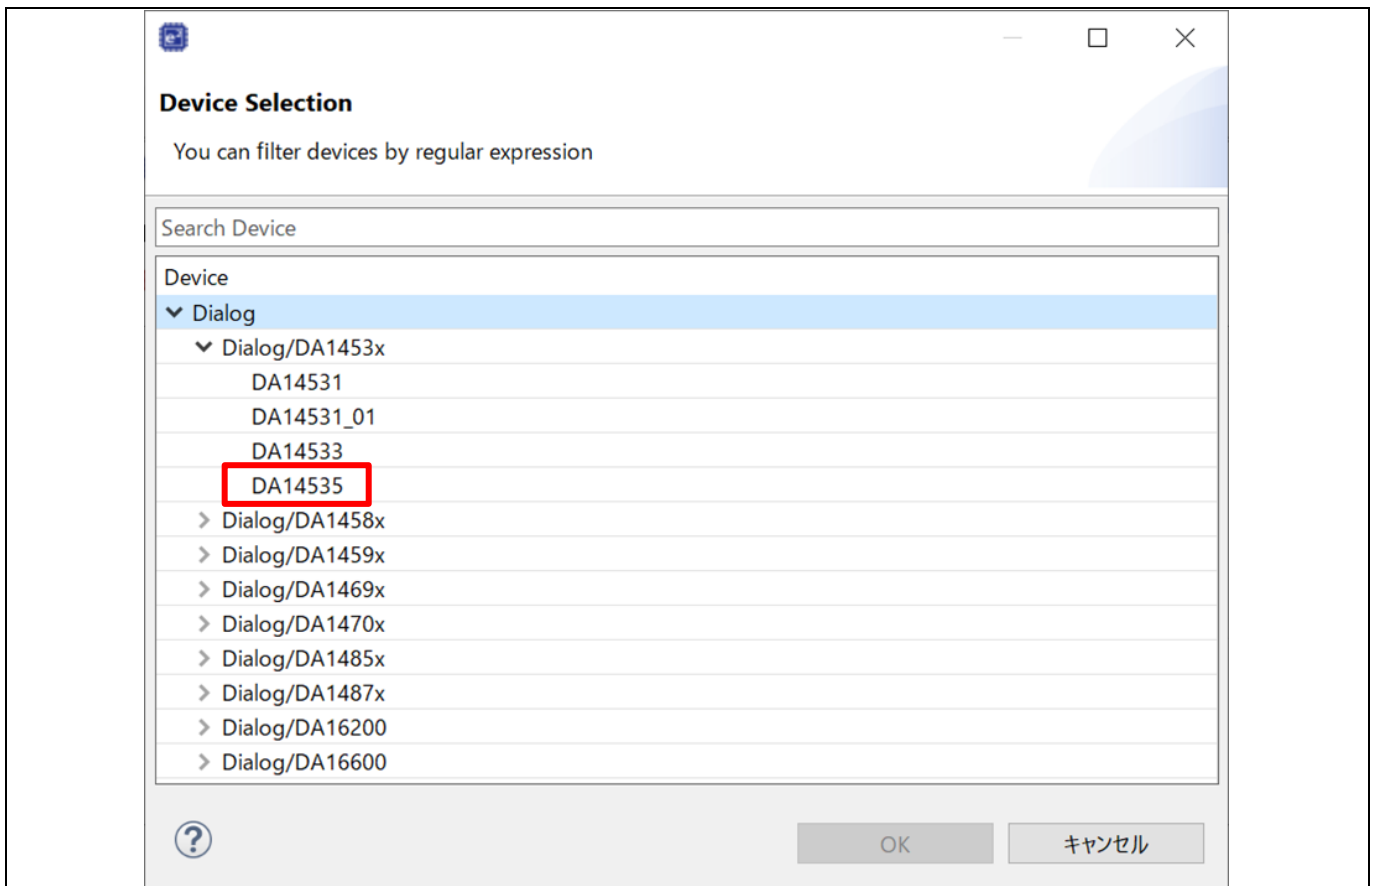 Device Selection
You can filter devices by regular expression
Search Device
Device
Dialog
Dialog/DA1453x
DA14531
DA14531_01
DA14533
DA14535
Dialog/DA1458x
Dialog/DA1459x
Dialog/DA1469x
Dialog/DA1470x
Dialog/DA1485x
Dialog/DA1487x
Dialog/DA16200
Dialog/DA16600
OK キャンセル